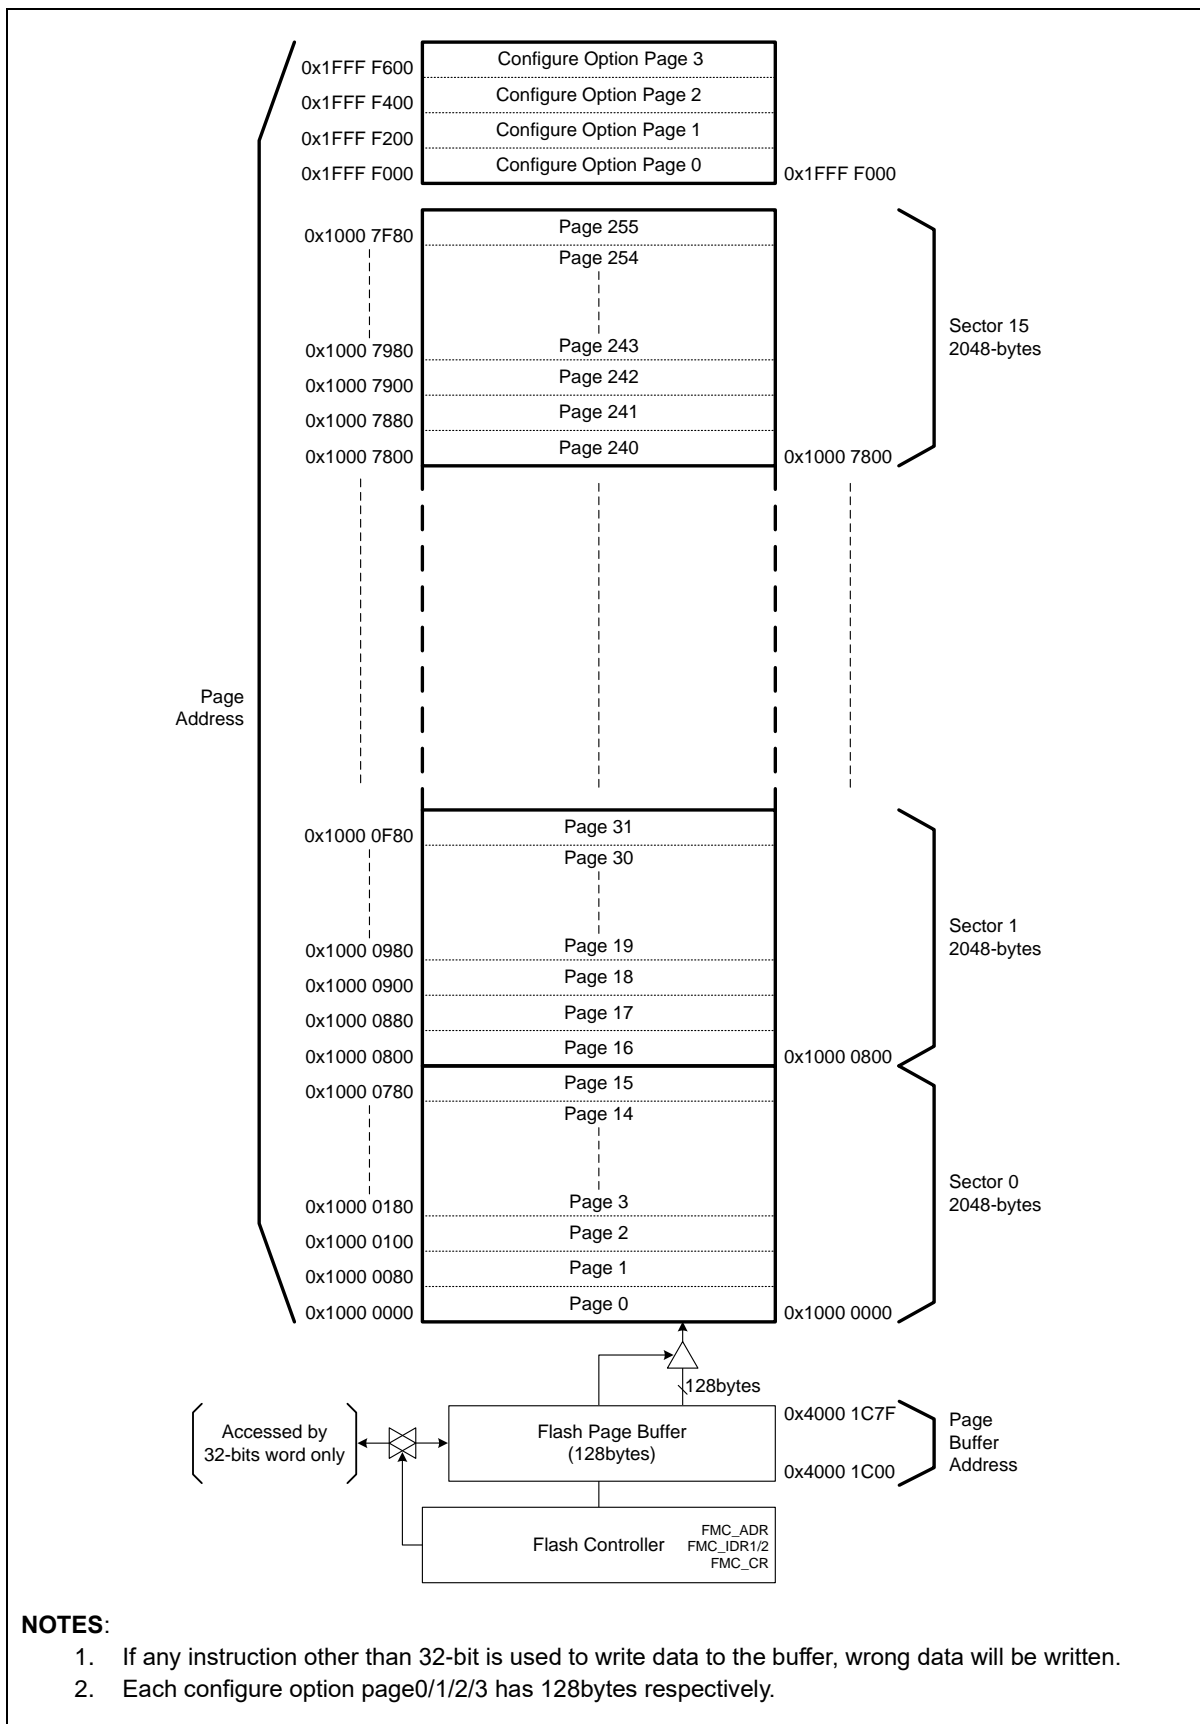 0x1FFF F600
Configure Option Page 3
0x1FFF F400
Configure Option Page 2
0x1FFF F200
Configure Option Page 1
0x1FFF F000
Configure Option Page 0
0x1FFF F000
0x1000 7F80
Page 255
Page 254
Sector 15
2048-bytes
0x1000 7980
Page 243
0x1000 7900
Page 242
0x1000 7880
Page 241
0x1000 7800
Page 240
0x1000 7800
Page
Address
0x1000 0F80
Page 31
Page 30
Sector 1
2048-bytes
0x1000 0980
Page 19
0x1000 0900
Page 18
0x1000 0880
Page 17
0x1000 0800
Page 16
0x1000 0800
0x1000 0780
Page 15
Page 14
Sector 0
2048-bytes
0x1000 0180
Page 3
0x1000 0100
Page 2
0x1000 0080
Page 1
0x1000 0000
Page 0
0x1000 0000
128bytes
Accessed by
32-bits word only
Flash Page Buffer
(128bytes)
0x4000 1C7F
0x4000 1C00
Page
Buffer
Address
Flash Controller
FMC_ADR
FMC_IDR1/2
FMC_CR
NOTES:
1. If any instruction other than 32-bit is used to write data to the buffer, wrong data will be written.
2. Each configure option page0/1/2/3 has 128bytes respectively.